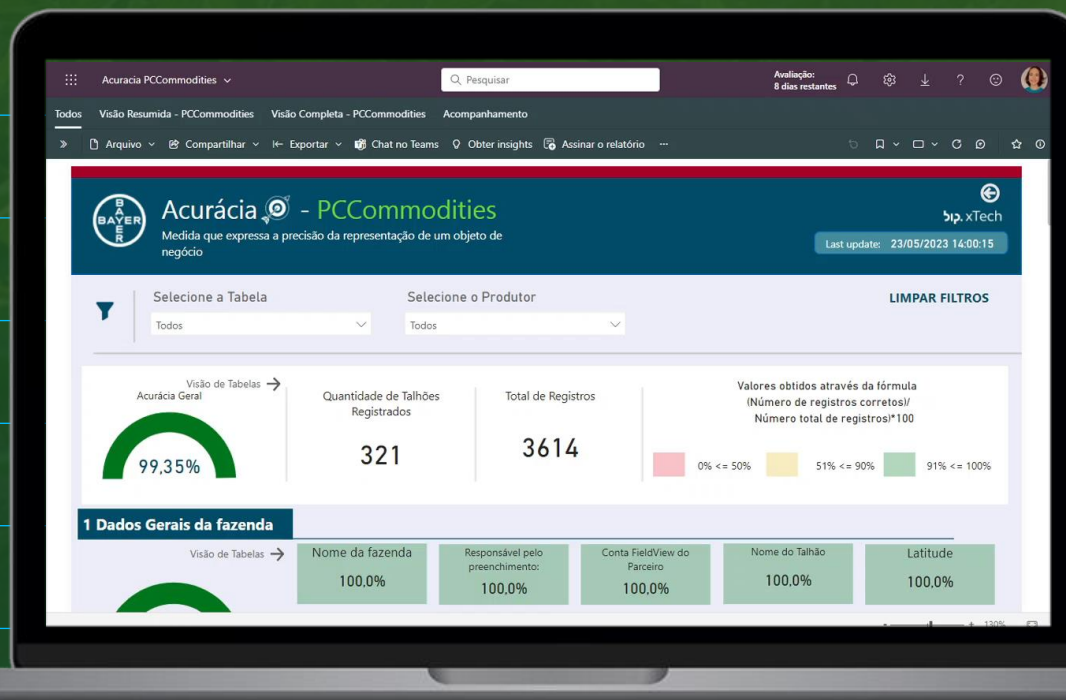 Acuracia PCCommodities
Pesquisar
Avaliação:
8 dias restantes
Todos Visão Resumida - PCCommodities Visão Completa - PCCommodities Acompanhamento
Arquivo Compartilhar Exportar Chat no Teams Obter insights Assinar o relatório ...
BAYER
BAYER
Acurácia - PCCommodities
Medida que expressa a precisão da representação de um objeto de
negócio
bip. xTech
Last update: 23/05/2023 14:00:15
Selecione a Tabela
Todos
Selecione o Produtor
Todos
LIMPAR FILTROS
Visão de Tabelas
Acurácia Geral
99,35%
Quantidade de Talhões
Registrados
321
Total de Registros
3614
Valores obtidos através da fórmula
(Número de registros corretos)/
Número total de registros)*100
0% <= 50% 51% <= 90% 91% <= 100%
1 Dados Gerais da fazenda
Visão de Tabelas
Nome da fazenda
100,0%
Responsável pelo
preenchimento:
100,0%
Conta FieldView do
Parceiro
100,0%
Nome do Talhão
100,0%
Latitude
100,0%
- + 130%